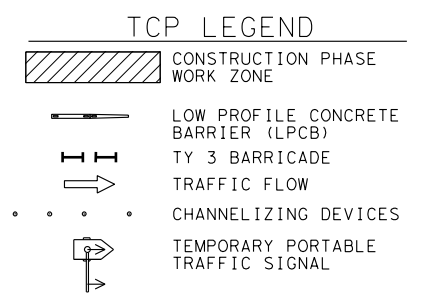 TCP LEGEND
CONSTRUCTION PHASE
WORK ZONE
LOW PROFILE CONCRETE
BARRIER (LPCB)
TY 3 BARRICADE
TRAFFIC FLOW
CHANNELIZING DEVICES
TEMPORARY PORTABLE
TRAFFIC SIGNAL